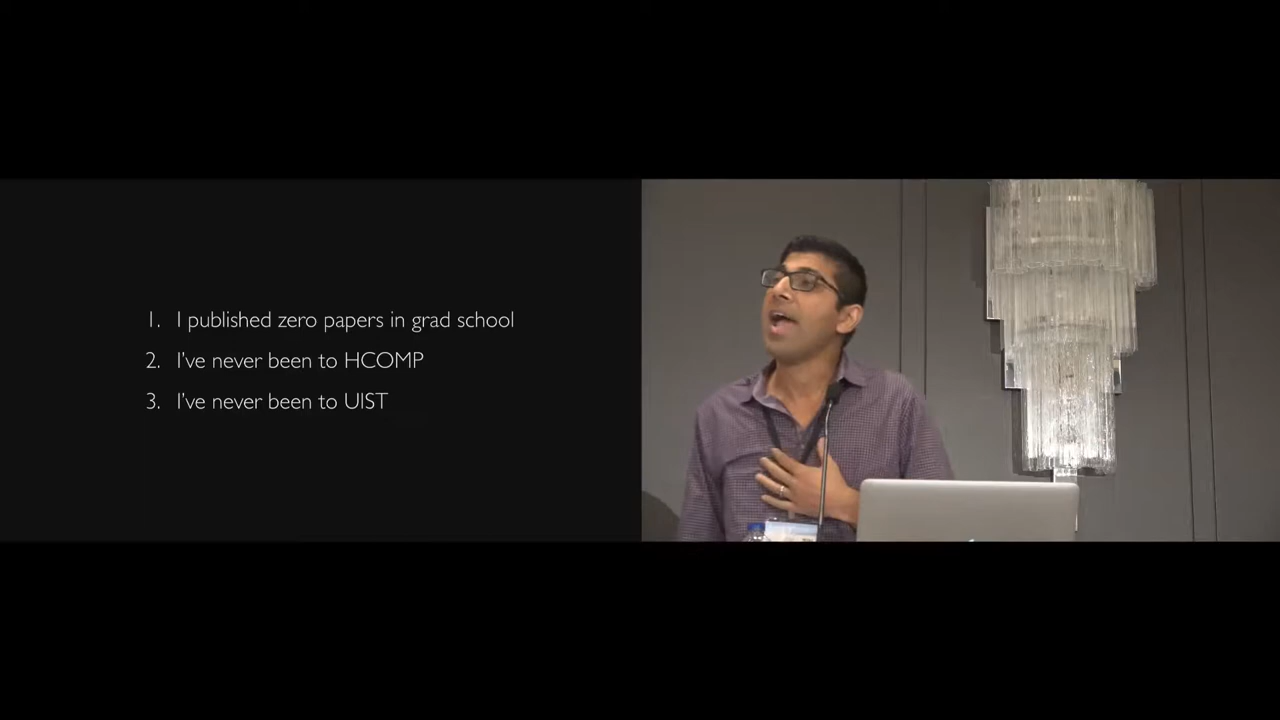 1. I published zero papers in grad school
2. I've never been to HCOMP
3. I've never been to UIST